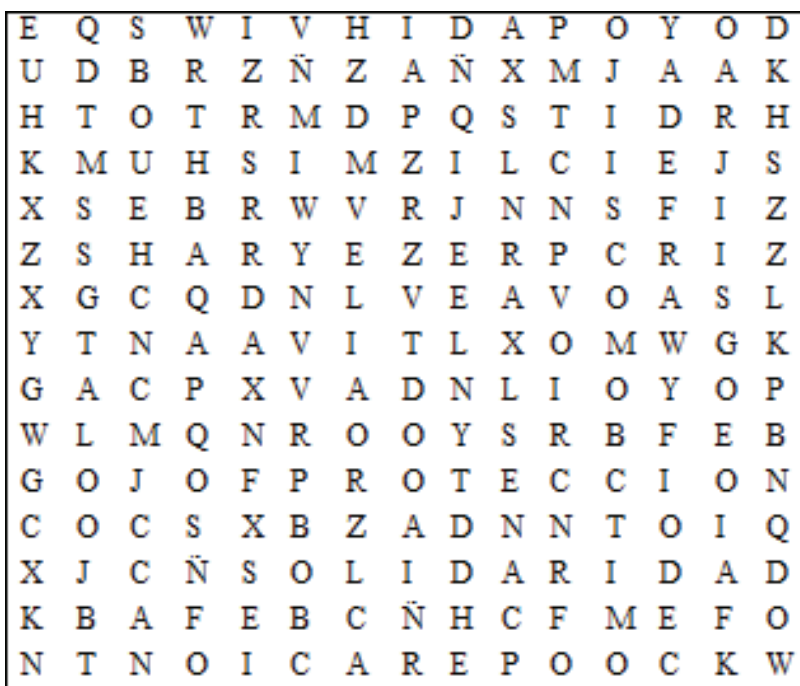 E Q S W I V H I D A P O Y O D
U D B R Z Ñ Z A Ñ X M J A A K
H T O T R M D P Q S T I D R H
K M U H S I M Z I L C I E J S
X S E B R W V R J N N S F I Z
Z S H A R Y E Z E R P C R I Z
X G C Q D N L V E A V O A S L
Y T N A A V I T L X O M W G K
G A C P X V A D N L I O Y O P
W L M Q N R O O Y S R B F E B
G O J O F P R O T E C C I O N
C O C S X B Z A D N N T O I Q
X J C Ñ S O L I D A R I D A D
K B A F E B C Ñ H C F M E F O
N T N O I C A R E P O O C K W